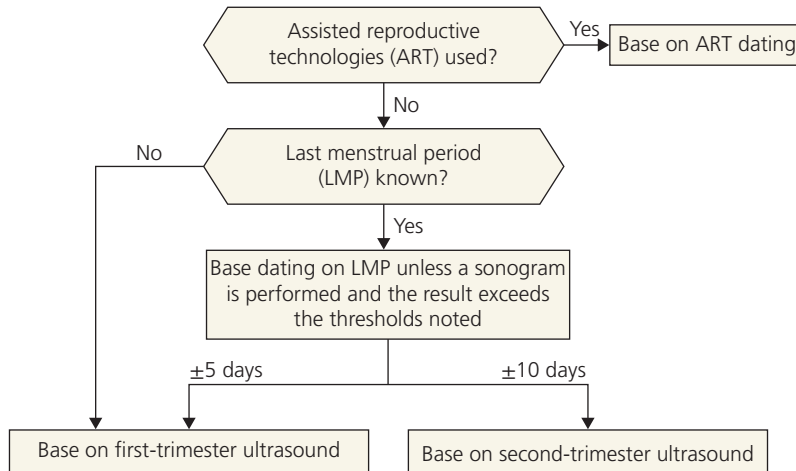 Assisted reproductive
technologies (ART) used?
Yes
Base on ART dating
No
Last menstrual period
(LMP) known?
No
Yes
Base dating on LMP unless a sonogram
is performed and the result exceeds
the thresholds noted
±5 days
±10 days
Base on first-trimester ultrasound
Base on second-trimester ultrasound